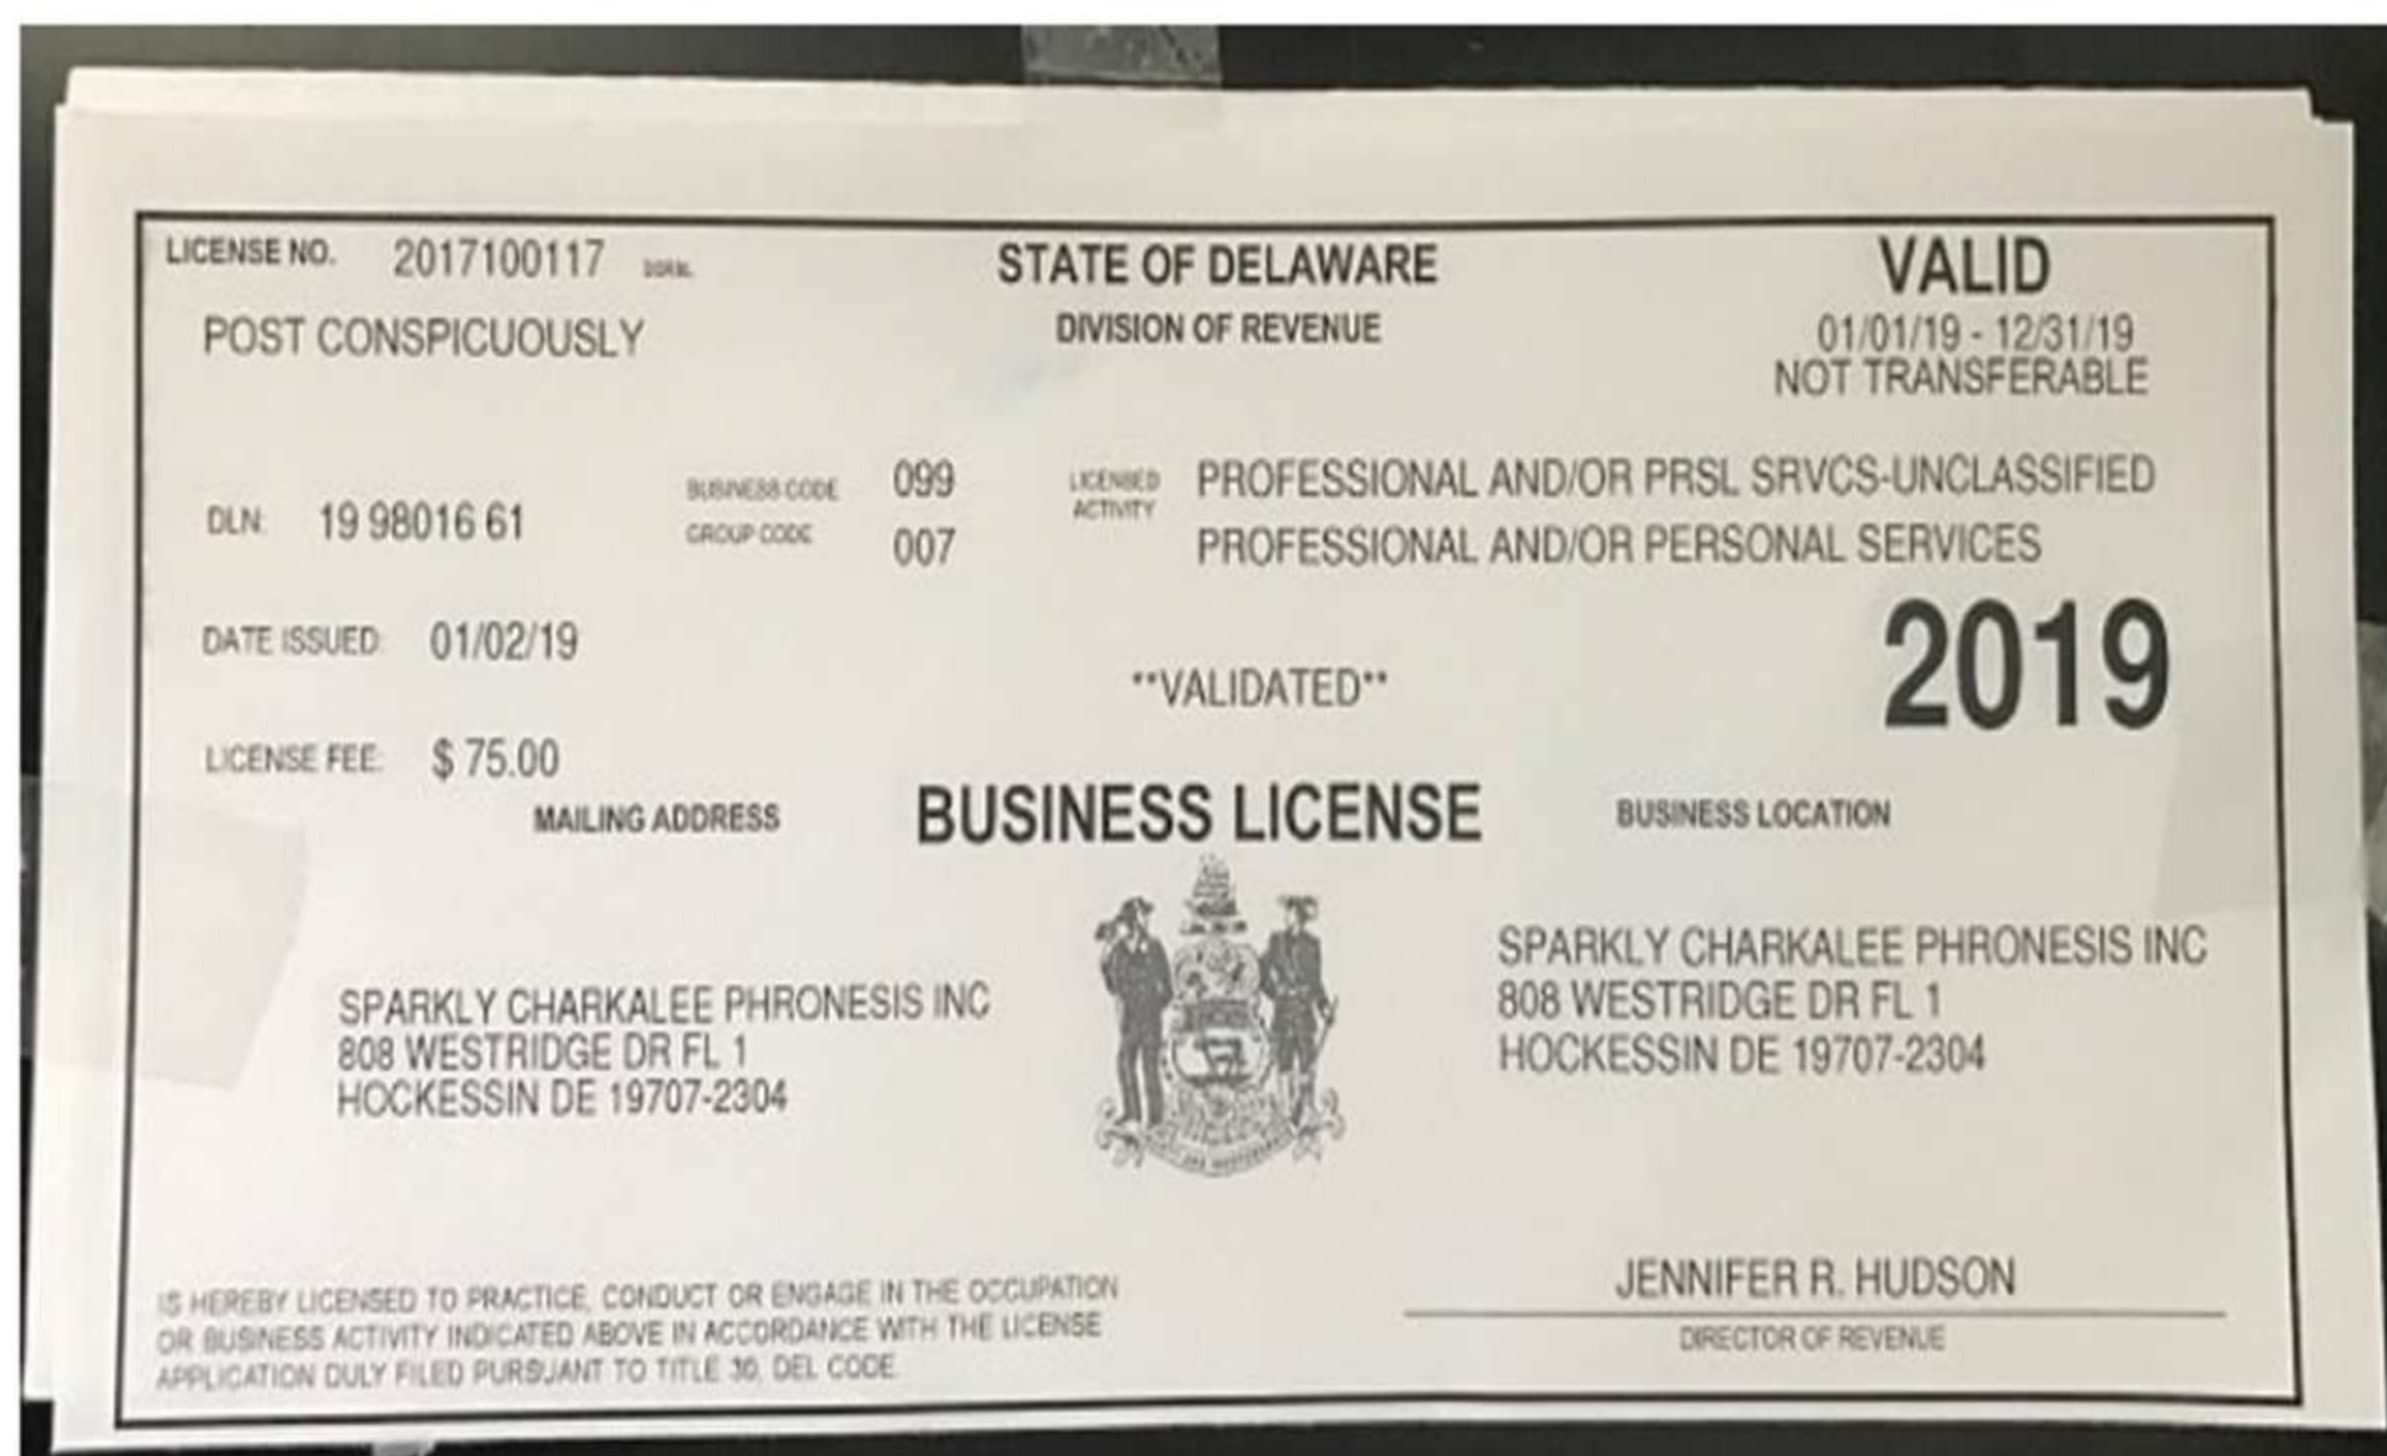 LICENSE NO. 2017100117
STATE OF DELAWARE
VALID
POST CONSPICUOUSLY
DIVISION OF REVENUE
01/01/19 - 12/31/19
NOT TRANSFERABLE
DLN: 19 98016 61
BUSINESS CODE 099
GROUP CODE 007
LICENSED
ACTIVITY
PROFESSIONAL AND/OR PRSL SRVCS-UNCLASSIFIED
PROFESSIONAL AND/OR PERSONAL SERVICES
DATE ISSUED: 01/02/19
**VALIDATED**
2019
LICENSE FEE: $ 75.00
MAILING ADDRESS
BUSINESS LICENSE
BUSINESS LOCATION
SPARKLY CHARKALEE PHRONESIS INC
808 WESTRIDGE DR FL 1
HOCKESSIN DE 19707-2304
SPARKLY CHARKALEE PHRONESIS INC
808 WESTRIDGE DR FL 1
HOCKESSIN DE 19707-2304
IS HEREBY LICENSED TO PRACTICE, CONDUCT OR ENGAGE IN THE OCCUPATION
OR BUSINESS ACTIVITY INDICATED ABOVE IN ACCORDANCE WITH THE LICENSE
APPLICATION DULY FILED PURSUANT TO TITLE 30, DEL CODE.
JENNIFER R. HUDSON
DIRECTOR OF REVENUE